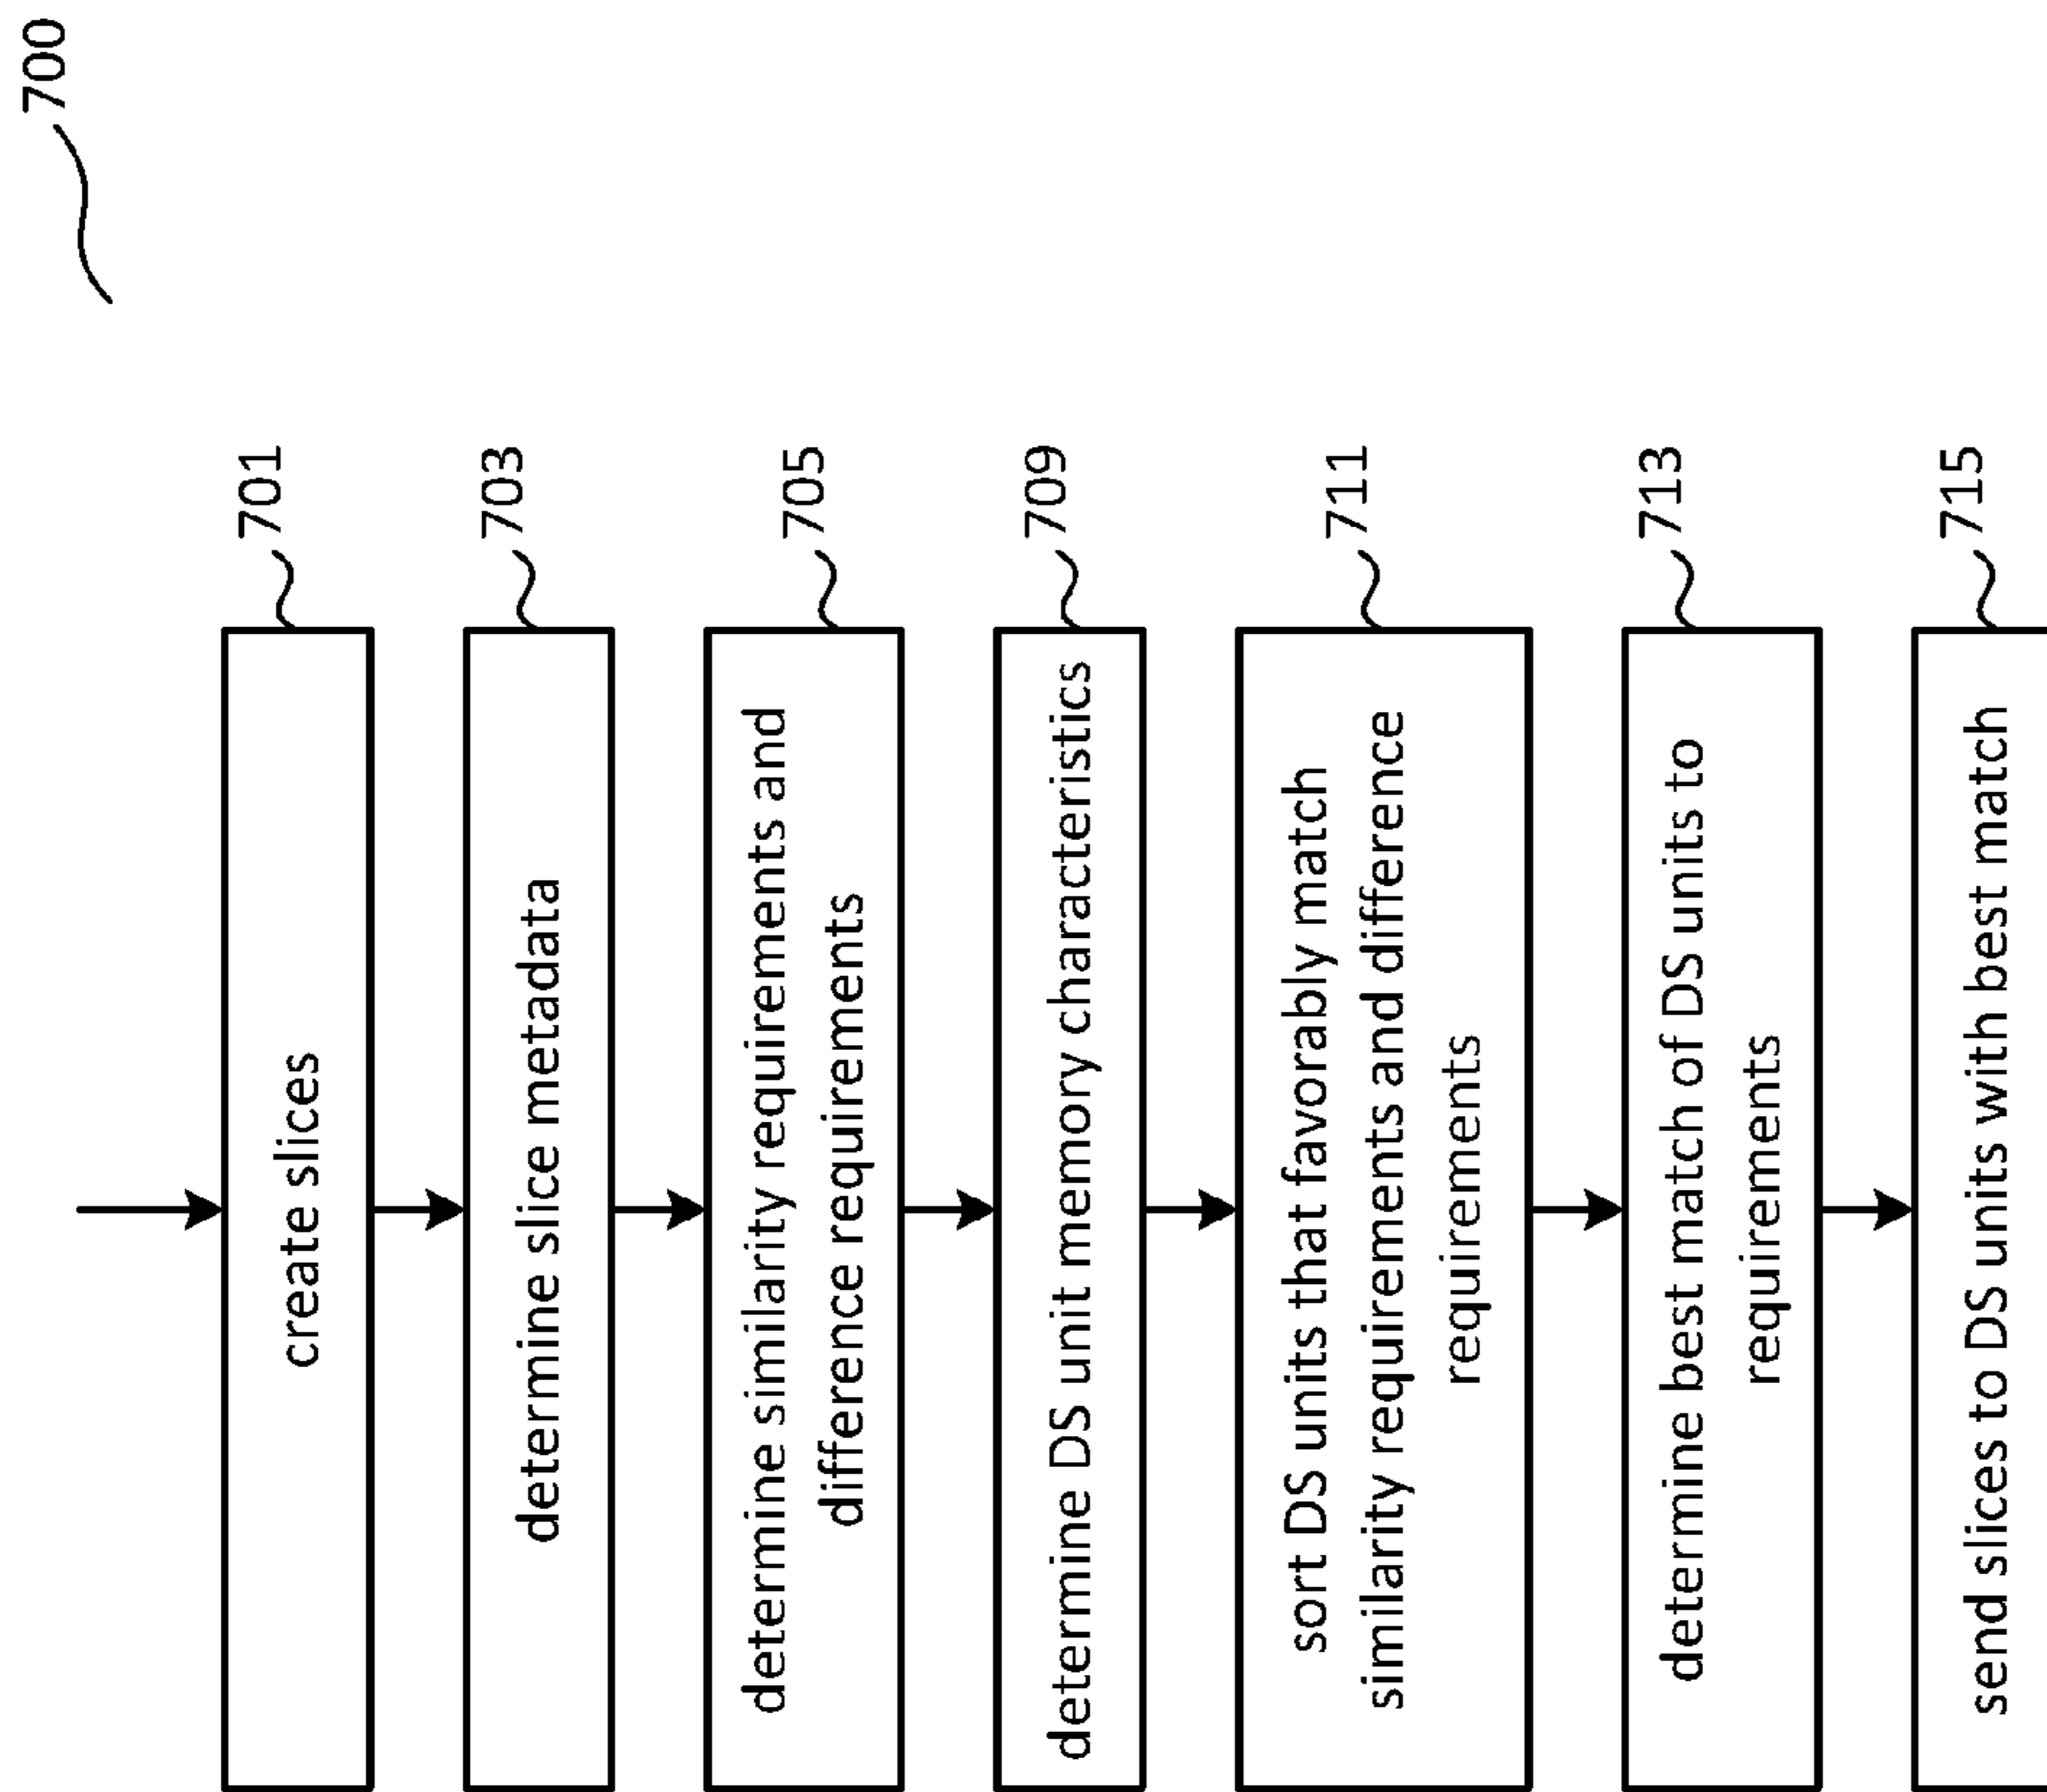 700
create slices
701
determine slice metadata
703
determine similarity requirements and
difference requirements
705
determine DS unit memory characteristics
709
sort DS units that favorably match
similarity requirements and difference
requirements
711
determine best match of DS units to
requirements
713
send slices to DS units with best match
715